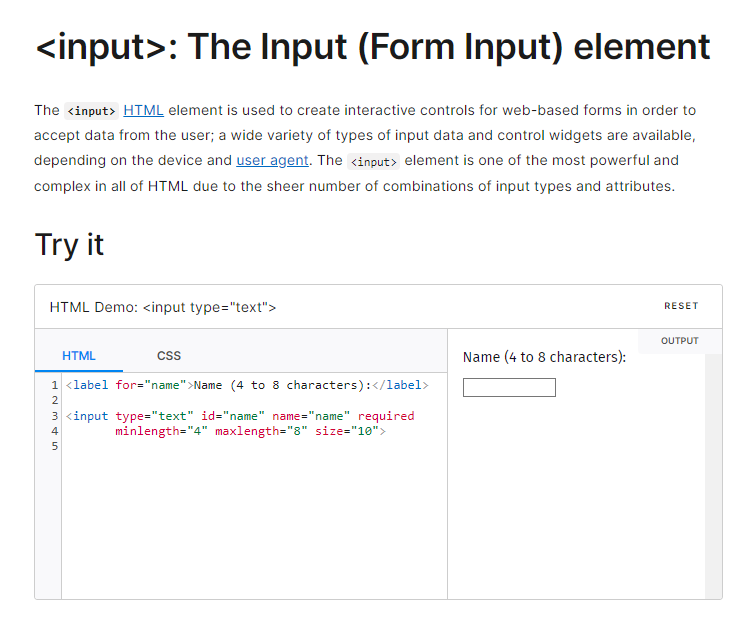 <input>: The Input (Form Input) element
The <input> HTML element is used to create interactive controls for web-based forms in order to
accept data from the user; a wide variety of types of input data and control widgets are available,
depending on the device and user agent. The <input> element is one of the most powerful and
complex in all of HTML due to the sheer number of combinations of input types and attributes.
Try it
HTML Demo: <input type="text">
RESET
HTML
CSS
1 <label for="name">Name (4 to 8 characters):</label>
2
3 <input type="text" id="name" name="name" required
4 minlength="4" maxlength="8" size="10">
5
OUTPUT
Name (4 to 8 characters):